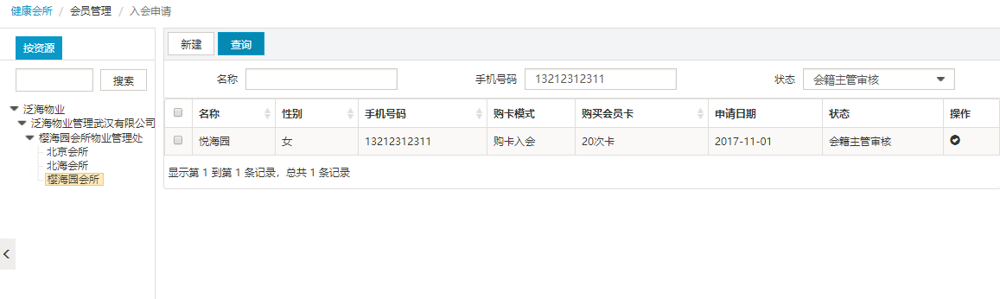 健康会所 / 会员管理 / 入会申请
按资源
搜索
泛海物业
泛海物业管理武汉有限公司
樱海园会所物业管理处
北京会所
北海会所
樱海园会所
新建 查询
名称 手机号码 13212312311 状态 会籍主管审核
名称 性别 手机号码 购卡模式 购买会员卡 申请日期 状态 操作
悦海园 女 13212312311 购卡入会 20次卡 2017-11-01 会籍主管审核
显示第 1 到第 1 条记录，总共 1 条记录